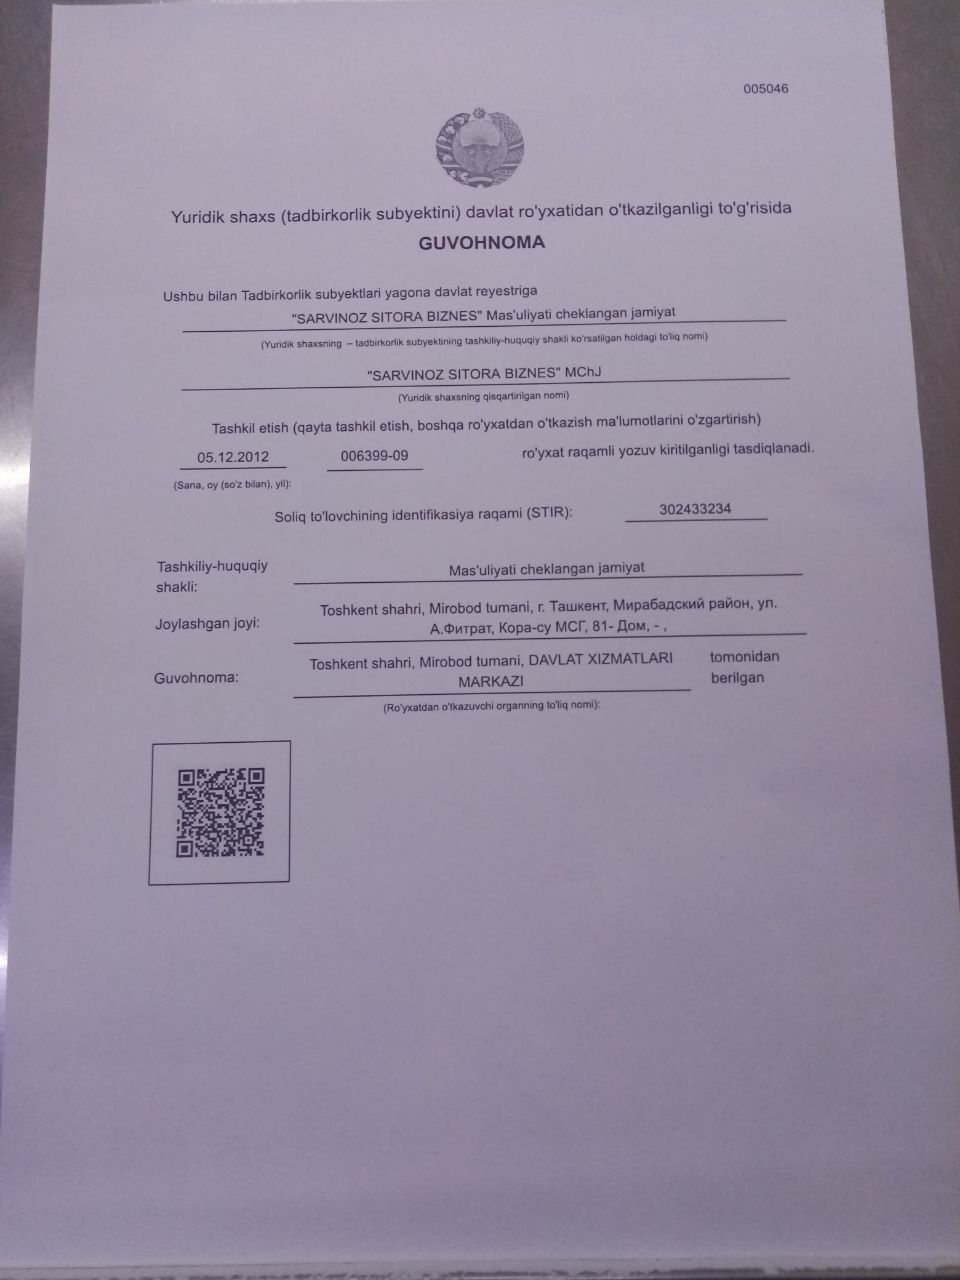 005046
Yuridik shaxs (tadbirkorlik subyektini) davlat ro'yxatidan o'tkazilganligi to'g'risida
GUVOHNOMA
Ushbu bilan Tadbirkorlik subyektlari yagona davlat reyestriga
"SARVINOZ SITORA BIZNES" Mas'uliyati cheklangan jamiyat
(Yuridik shaxsning – tadbirkorlik subyektining tashkiliy-huquqiy shakli ko'rsatilgan holdagi to'liq nomi)
"SARVINOZ SITORA BIZNES" MChJ
(Yuridik shaxsning qisqartirilgan nomi)
Tashkil etish (qayta tashkil etish, boshqa ro'yxatdan o'tkazish ma'lumotlarini o'zgartirish)
05.12.2012 006399-09 ro'yxat raqamli yozuv kiritilganligi tasdiqlanadi.
(Sana, oy (so'z bilan), yil):
Soliq to'lovchining identifikasiya raqami (STIR): 302433234
Tashkiliy-huquqiy
shakli:
Mas'uliyati cheklangan jamiyat
Joylashgan joyi:
Toshkent shahri, Mirobod tumani, г. Ташкент, Мирабадский район, ул.
А.Фитрат, Кора-су МСГ, 81- Дом, - ,
Guvohnoma:
Toshkent shahri, Mirobod tumani, DAVLAT XIZMATLARI
MARKAZI
tomonidan
berilgan
(Ro'yxatdan o'tkazuvchi organning to'liq nomi):